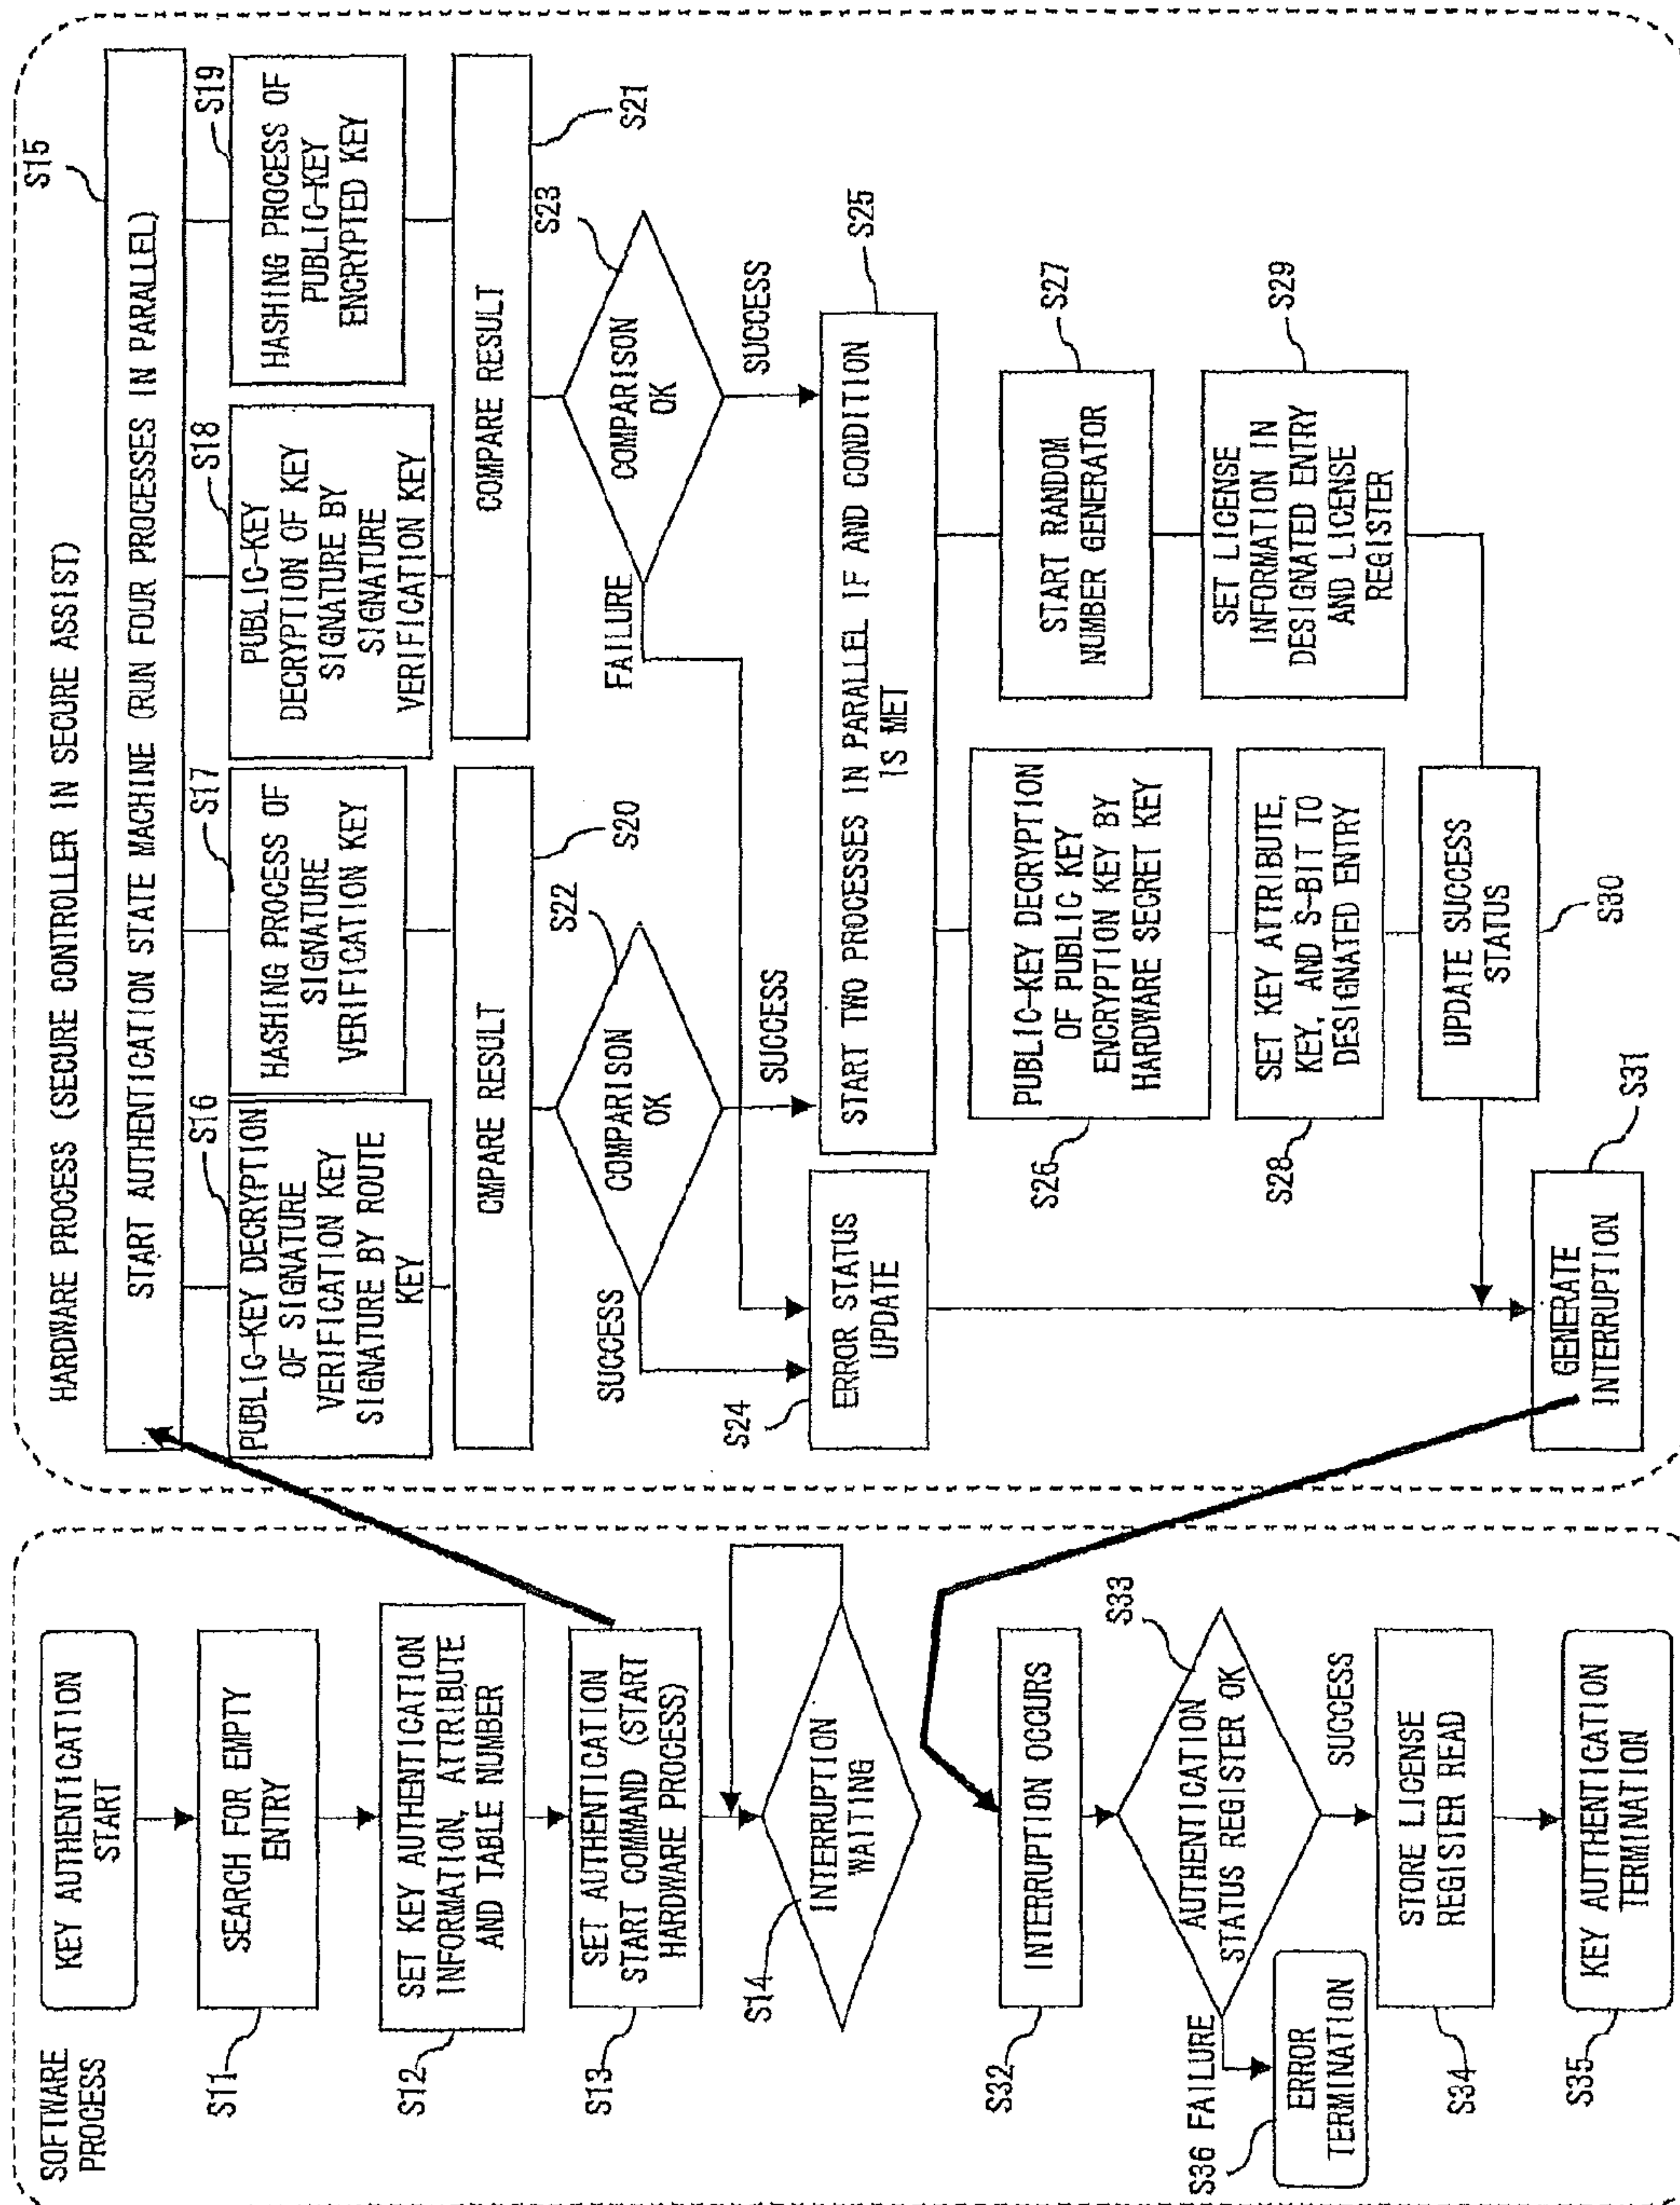 SOFTWARE
PROCESS
KEY AUTHENTICATION
START
S11
SEARCH FOR EMPTY
ENTRY
S12
SET KEY AUTHENTICATION
INFORMATION, ATTRIBUTE
AND TABLE NUMBER
S13
SET AUTHENTICATION
START COMMAND (START
HARDWARE PROCESS)
S14
INTERRUPTION
WAITING
S32
INTERRUPTION OCCURS
S33
AUTHENTICATION
STATUS REGISTER OK
S36 FAILURE
ERROR
TERMINATION
SUCCESS
S34
STORE LICENSE
REGISTER READ
S35
KEY AUTHENTICATION
TERMINATION
HARDWARE PROCESS (SECURE CONTROLLER IN SECURE ASSIST)
S15
START AUTHENTICATION STATE MACHINE (RUN FOUR PROCESSES IN PARALLEL)
S16
PUBLIC-KEY DECRYPTION
OF SIGNATURE
VERIFICATION KEY
SIGNATURE BY ROUTE
KEY
S17
HASHING PROCESS OF
SIGNATURE
VERIFICATION KEY
S18
PUBLIC-KEY
DECRYPTION OF KEY
SIGNATURE BY
SIGNATURE
VERIFICATION KEY
S19
HASHING PROCESS OF
PUBLIC-KEY
ENCRYPTED KEY
CMPARE RESULT
S20
COMPARE RESULT
S21
S22
COMPARISON
OK
SUCCESS
SUCCESS
S23
COMPARISON
OK
FAILURE
SUCCESS
S24
ERROR STATUS
UPDATE
S25
START TWO PROCESSES IN PARALLEL IF AND CONDITION
IS MET
S26
PUBLIC-KEY DECRYPTION
OF PUBLIC KEY
ENCRYPTION KEY BY
HARDWARE SECRET KEY
S27
START RANDOM
NUMBER GENERATOR
S28
SET KEY ATTRIBUTE,
KEY, AND S-BIT TO
DESIGNATED ENTRY
S29
SET LICENSE
INFORMATION IN
DESIGNATED ENTRY
AND LICENSE
REGISTER
UPDATE SUCCESS
STATUS
S30
S31
GENERATE
INTERRUPTION